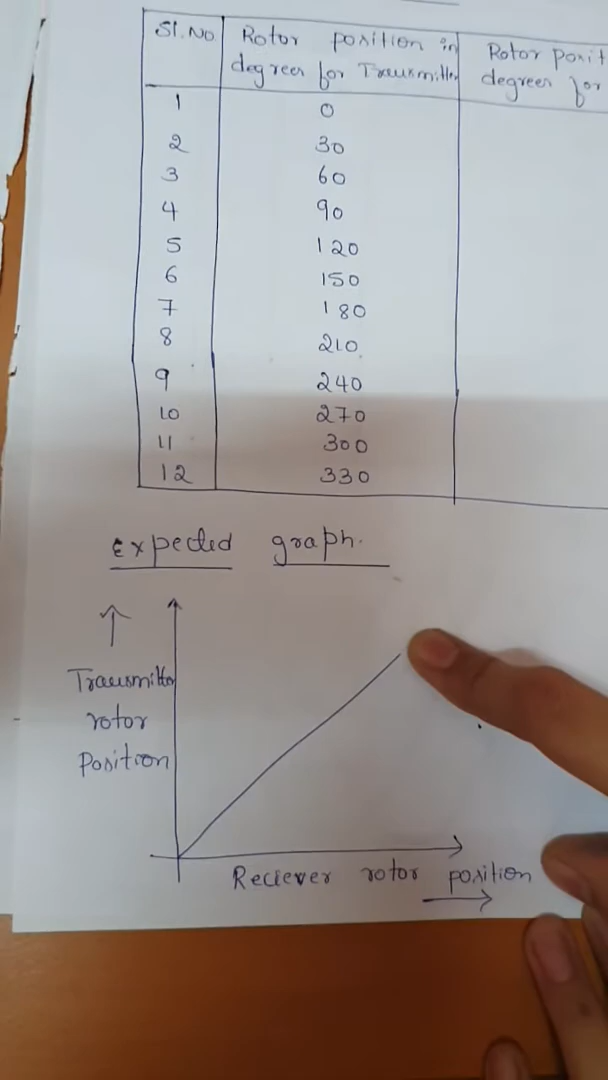 Sl.No Rotor position in degrees for Transmitter Rotor posit degrees for
1 0
2 30
3 60
4 90
5 120
6 150
7 180
8 210
9 240
10 270
11 300
12 330
Expected graph.
Transmitter
rotor
Position
Reciever rotor position